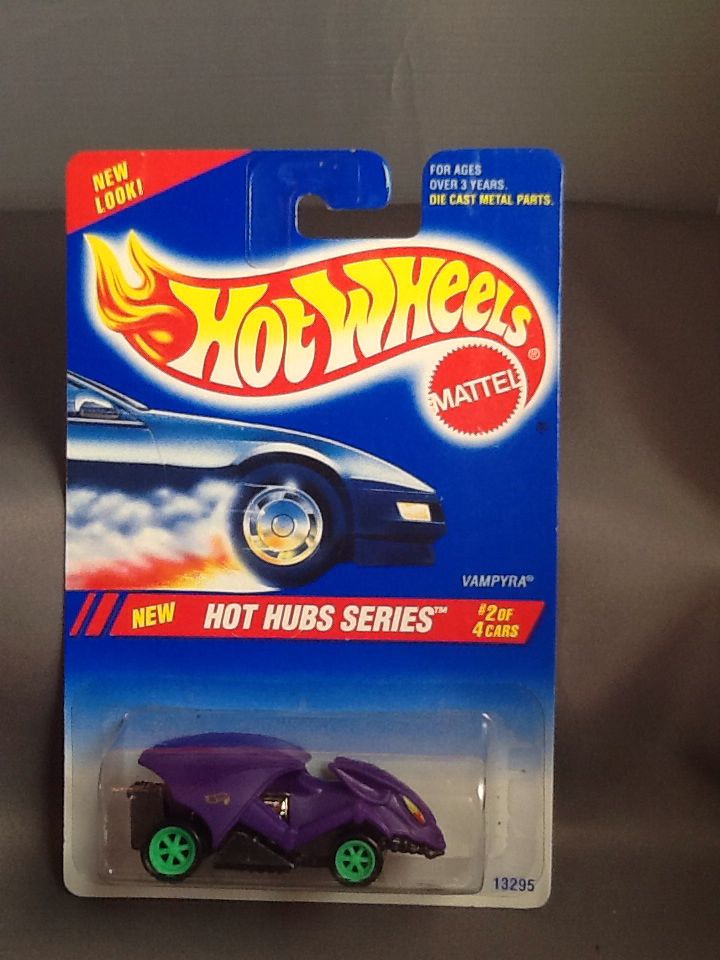 NEW
LOOK!
FOR AGES
OVER 3 YEARS.
DIE CAST METAL PARTS.
HOT WHEELS®
MATTEL
VAMPYRA®
NEW HOT HUBS SERIES™ #2 OF
4 CARS
13295